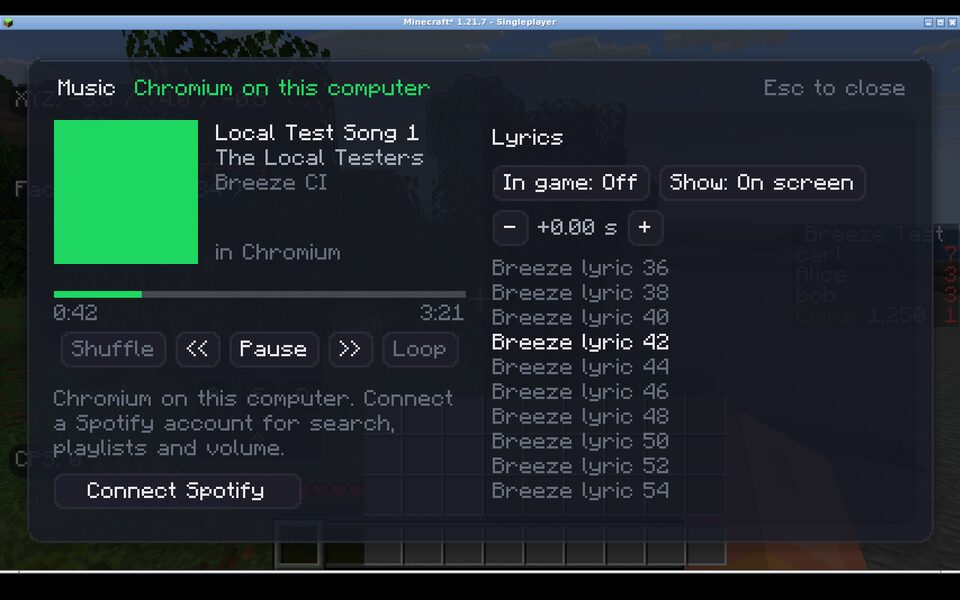 Minecraft* 1.21.7 - Singleplayer
Music Chromium on this computer
Esc to close
Local Test Song 1
The Local Testers
Breeze CI
in Chromium
0:42
3:21
Shuffle
<<
Pause
>>
Loop
Chromium on this computer. Connect
a Spotify account for search,
playlists and volume.
Connect Spotify
Lyrics
In game: Off
Show: On screen
- +0.00 s +
Breeze lyric 36
Breeze lyric 38
Breeze lyric 40
Breeze lyric 42
Breeze lyric 44
Breeze lyric 46
Breeze lyric 48
Breeze lyric 50
Breeze lyric 52
Breeze lyric 54
Breeze Test
carl
Alice
bob
Coins: 1,250